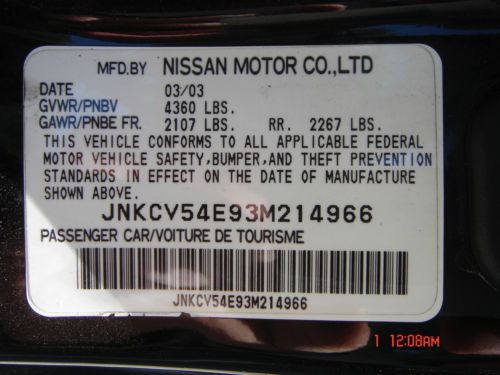 MFD.BY NISSAN MOTOR CO.,LTD
DATE 03/03
GVWR/PNBV 4360 LBS.
GAWR/PNBE FR. 2107 LBS. RR. 2267 LBS.
THIS VEHICLE CONFORMS TO ALL APPLICABLE FEDERAL
MOTOR VEHICLE SAFETY,BUMPER,AND THEFT PREVENTION
STANDARDS IN EFFECT ON THE DATE OF MANUFACTURE
SHOWN ABOVE.
JNKCV54E93M214966
PASSENGER CAR/VOITURE DE TOURISME
JNKCV54E93M214966
1 12:08AM